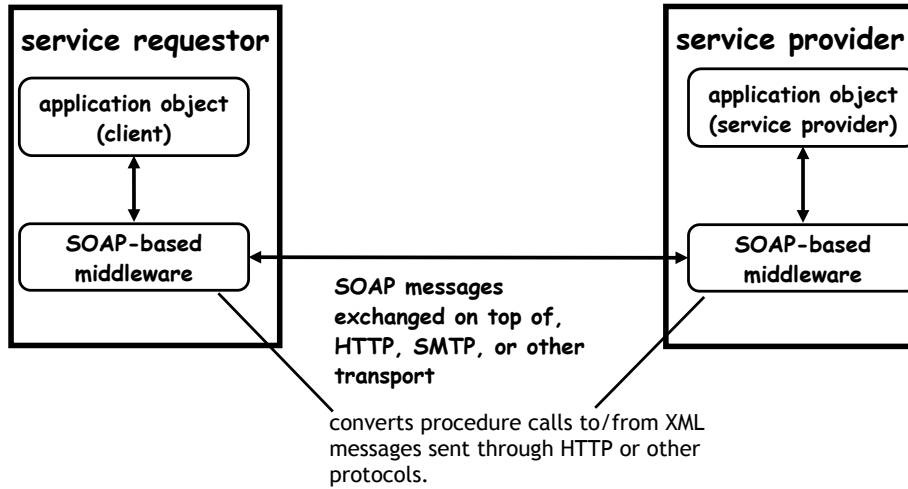 service requestor
application object
(client)
SOAP-based
middleware
service provider
application object
(service provider)
SOAP-based
middleware
SOAP messages
exchanged on top of,
HTTP, SMTP, or other
transport
converts procedure calls to/from XML
messages sent through HTTP or other
protocols.